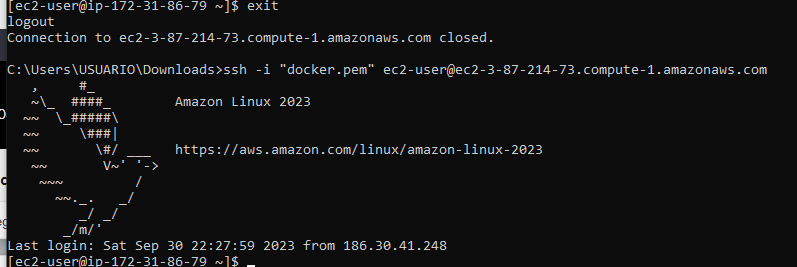 [ec2-user@ip-172-31-86-79 ~]$ exit
logout
Connection to ec2-3-87-214-73.compute-1.amazonaws.com closed.

C:\Users\USUARIO\Downloads>ssh -i "docker.pem" ec2-user@ec2-3-87-214-73.compute-1.amazonaws.com
   ,     #_
   ~\_  ####_        Amazon Linux 2023
  ~~  \_#####\
  ~~     \###|
  ~~       \#/ ___   https://aws.amazon.com/linux/amazon-linux-2023
   ~~       V~' '->
    ~~~         /
      ~~._.   _/
         _/ _/
       _/m/'
Last login: Sat Sep 30 22:27:59 2023 from 186.30.41.248
[ec2-user@ip-172-31-86-79 ~]$ _